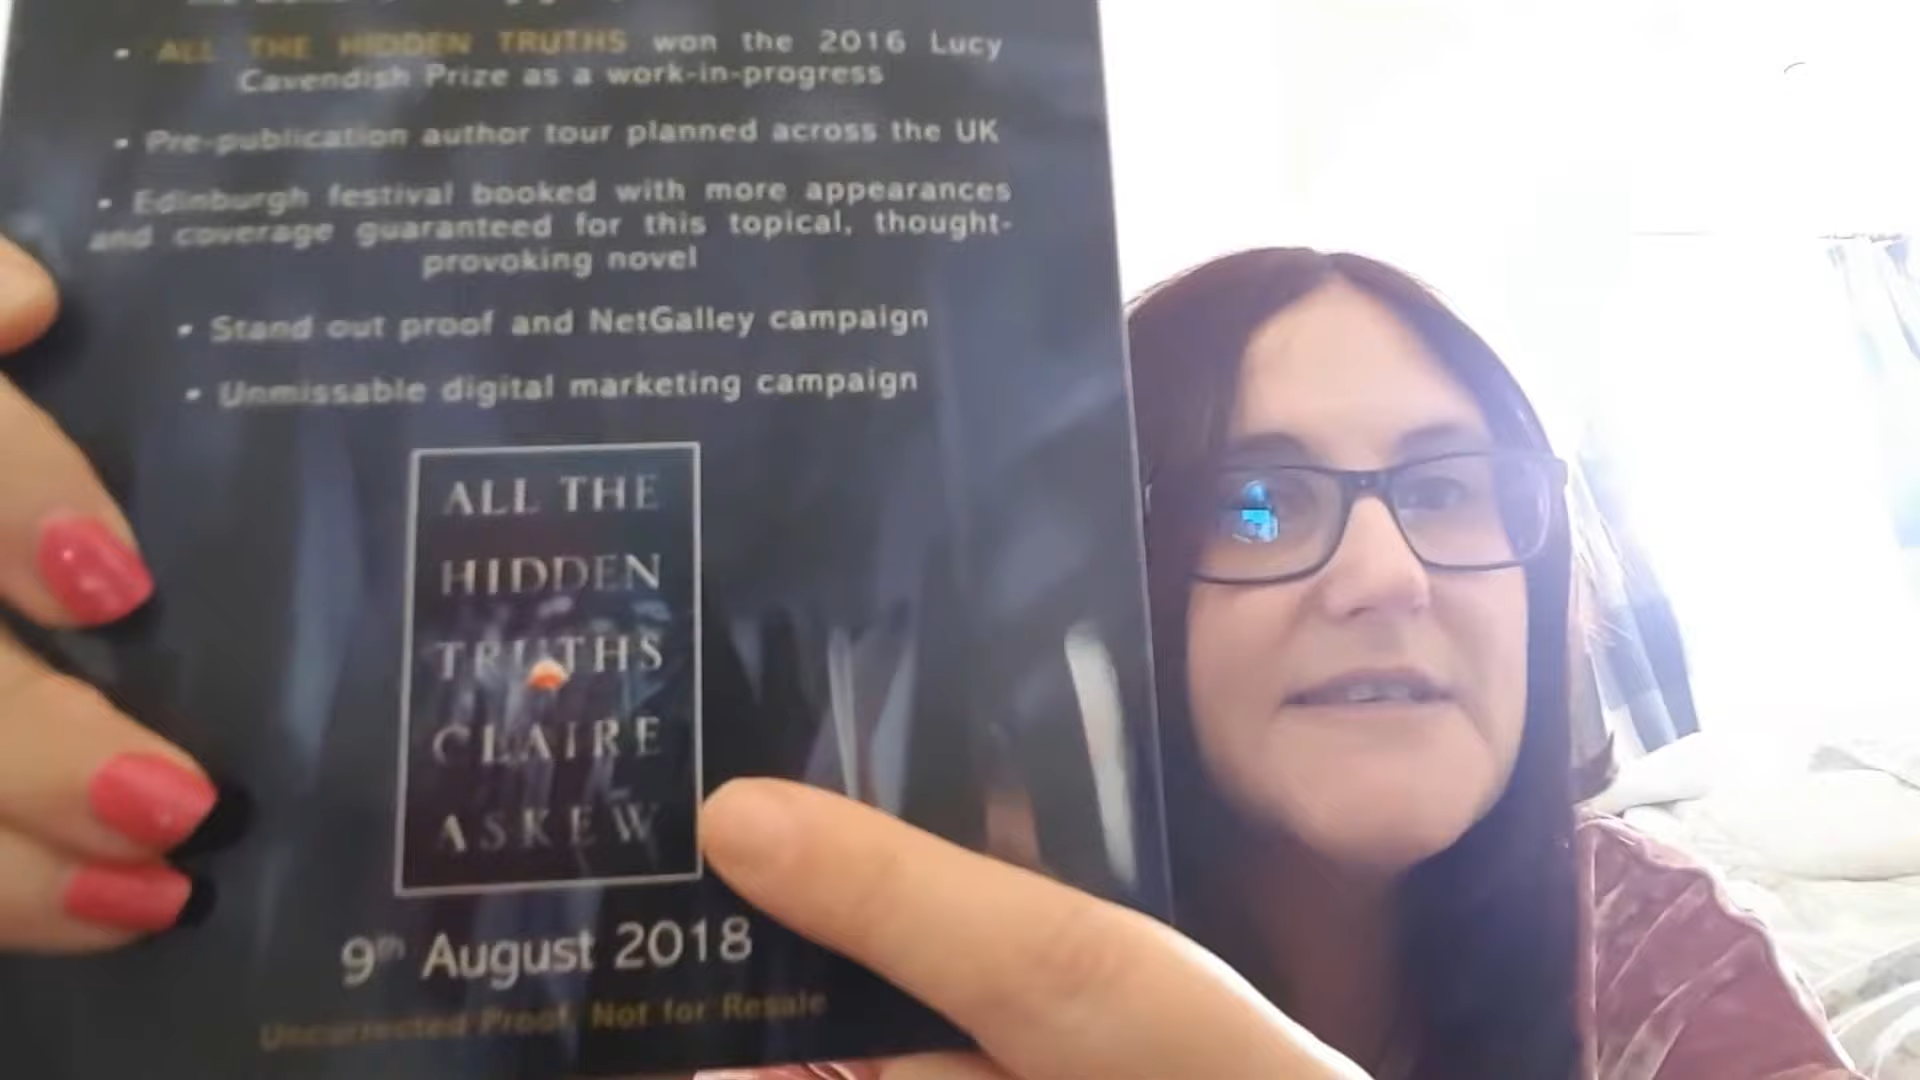 • ALL THE HIDDEN TRUTHS won the 2016 Lucy
Cavendish Prize as a work-in-progress
• Pre-publication author tour planned across the UK
• Edinburgh festival booked with more appearances
and coverage guaranteed for this topical, thought-
provoking novel
• Stand out proof and NetGalley campaign
• Unmissable digital marketing campaign
ALL THE
HIDDEN
TRUTHS
CLAIRE
ASKEW
9th August 2018
Uncorrected Proof. Not for Resale